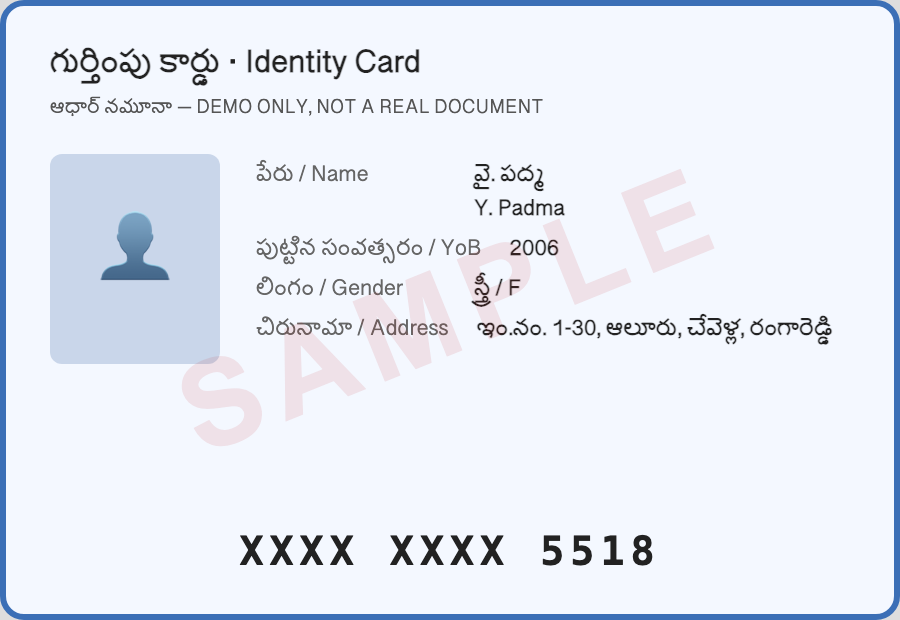 గుర్తింపు కార్డు · Identity Card
ఆధార్ నమూనా — DEMO ONLY, NOT A REAL DOCUMENT
పేరు / Name వై. పద్మ
Y. Padma
పుట్టిన సంవత్సరం / YoB 2006
లింగం / Gender స్త్రీ / F
చిరునామా / Address ఇం.నం. 1-30, ఆలూరు, చేవెళ్ల, రంగారెడ్డి
SAMPLE
XXXX XXXX 5518